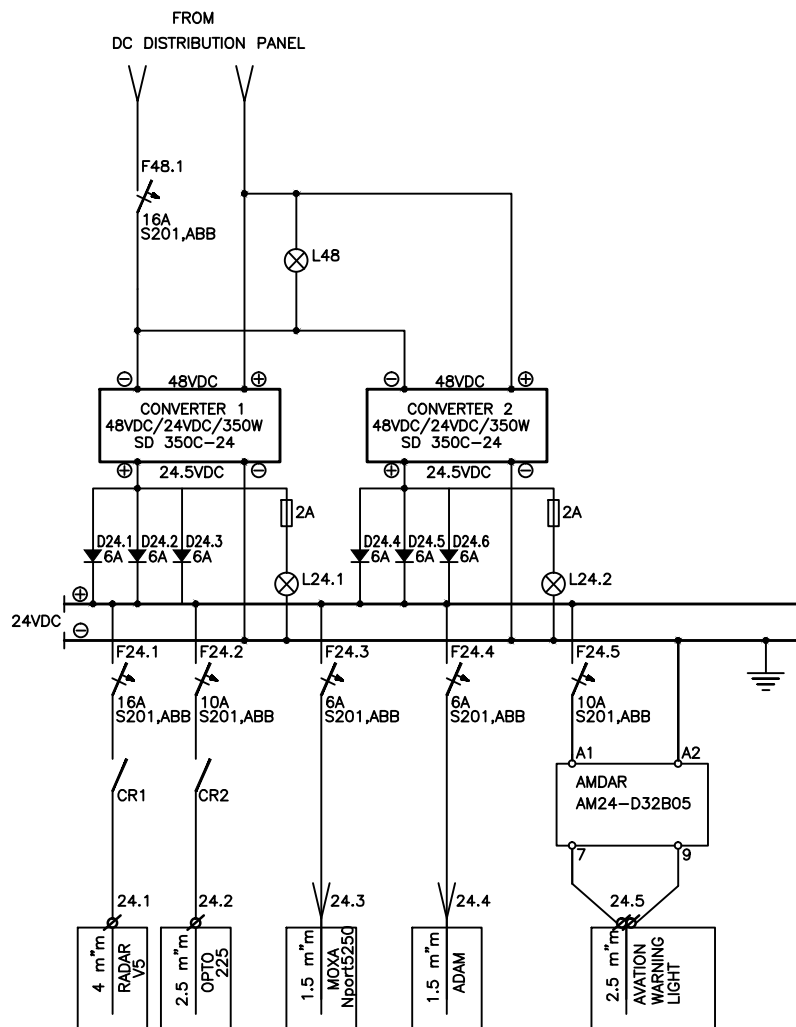 FROM
DC DISTRIBUTION PANEL
F48.1
16A
S201,ABB
L48
⊖ 48VDC ⊕
CONVERTER 1
48VDC/24VDC/350W
SD 350C-24
⊕ 24.5VDC ⊖
⊖ 48VDC ⊕
CONVERTER 2
48VDC/24VDC/350W
SD 350C-24
⊕ 24.5VDC ⊖
2A
2A
D24.1
6A
D24.2
6A
D24.3
6A
D24.4
6A
D24.5
6A
D24.6
6A
L24.1
L24.2
⊕
24VDC
⊖
F24.1
16A
S201,ABB
F24.2
10A
S201,ABB
F24.3
6A
S201,ABB
F24.4
6A
S201,ABB
F24.5
10A
S201,ABB
CR1
CR2
A1
A2
AMDAR
AM24-D32B05
7
9
24.1
24.2
24.3
24.4
24.5
4 m"m
RADAR
V5
2.5 m"m
OPTO
225
1.5 m"m
MOXA
Nport5250
1.5 m"m
ADAM
2.5 m"m
AVATION
WARNING
LIGHT